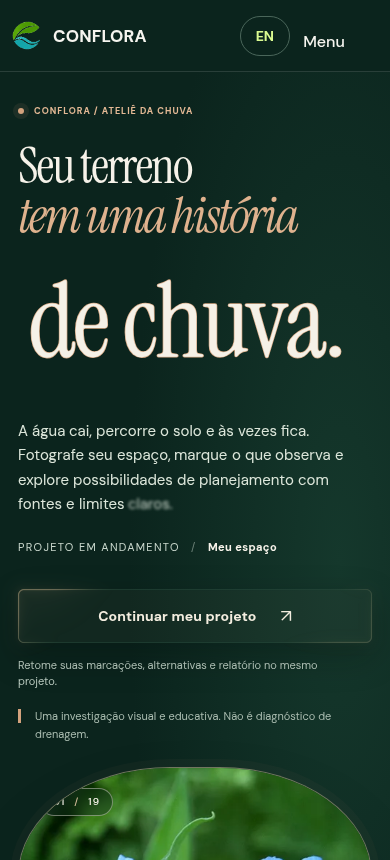 CONFLORA
EN
Menu
CONFLORA / ATELIÊ DA CHUVA
Seu terreno
tem uma história
de chuva.
A água cai, percorre o solo e às vezes fica.
Fotografe seu espaço, marque o que observa e
explore possibilidades de planejamento com
fontes e limites claros.
PROJETO EM ANDAMENTO / Meu espaço
Continuar meu projeto
Retome suas marcações, alternativas e relatório no mesmo
projeto.
Uma investigação visual e educativa. Não é diagnóstico de
drenagem.
/ 19